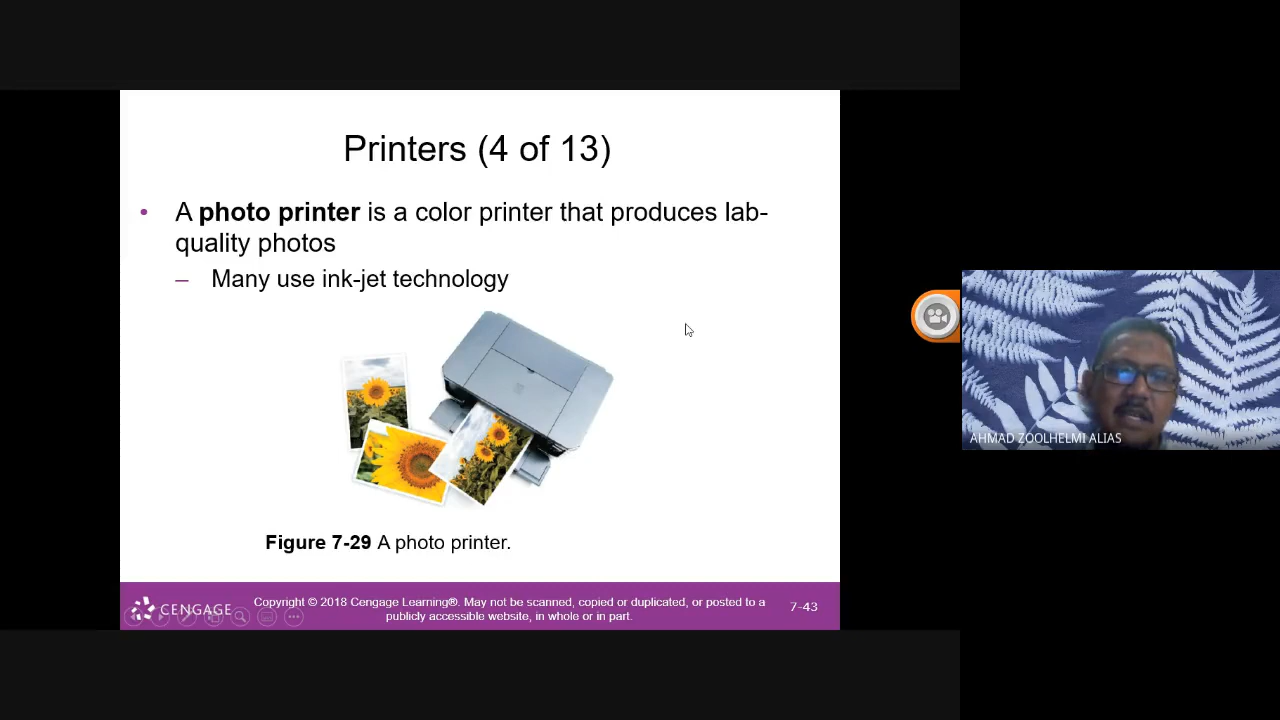 Printers (4 of 13)
• A photo printer is a color printer that produces lab-
quality photos
– Many use ink-jet technology
Figure 7-29 A photo printer.
CENGAGE
Copyright © 2018 Cengage Learning®. May not be scanned, copied or duplicated, or posted to a
publicly accessible website, in whole or in part.
7-43
AHMAD ZOOLHELMI ALIAS